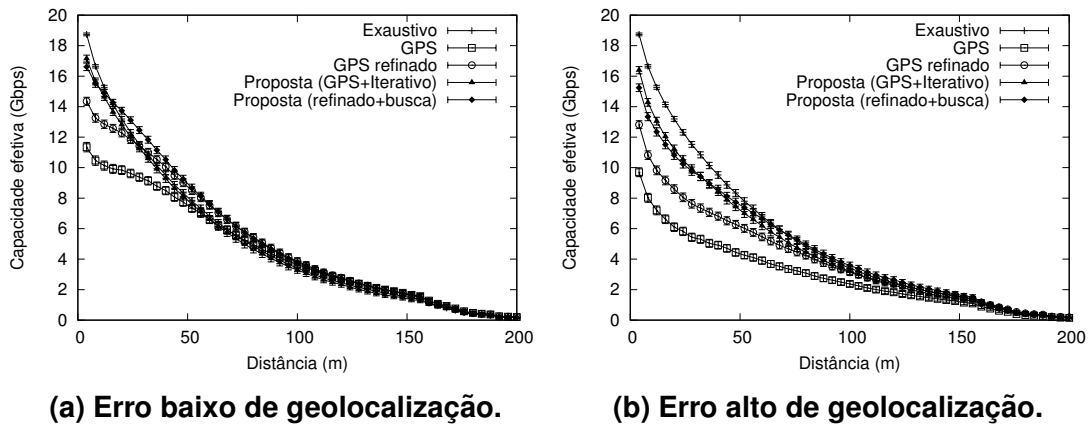 20
18
16
14
12
10
8
6
4
2
0
Capacidade efetiva (Gbps)
Exaustivo
GPS
GPS refinado
Proposta (GPS+Iterativo)
Proposta (refinado+busca)
0 50 100 150 200
Distância (m)
(a) Erro baixo de geolocalização.
20
18
16
14
12
10
8
6
4
2
0
Capacidade efetiva (Gbps)
Exaustivo
GPS
GPS refinado
Proposta (GPS+Iterativo)
Proposta (refinado+busca)
0 50 100 150 200
Distância (m)
(b) Erro alto de geolocalização.